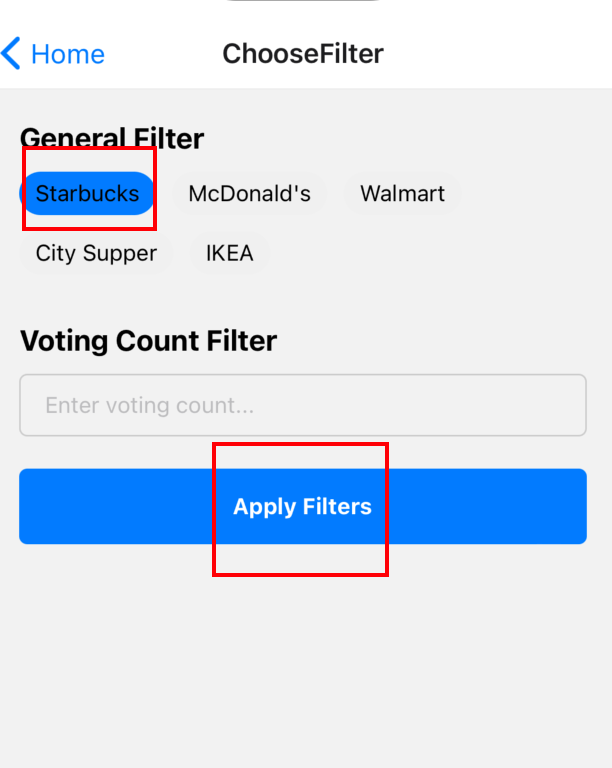 Home ChooseFilter
General Filter
Starbucks McDonald's Walmart
City Supper IKEA
Voting Count Filter
Enter voting count...
Apply Filters